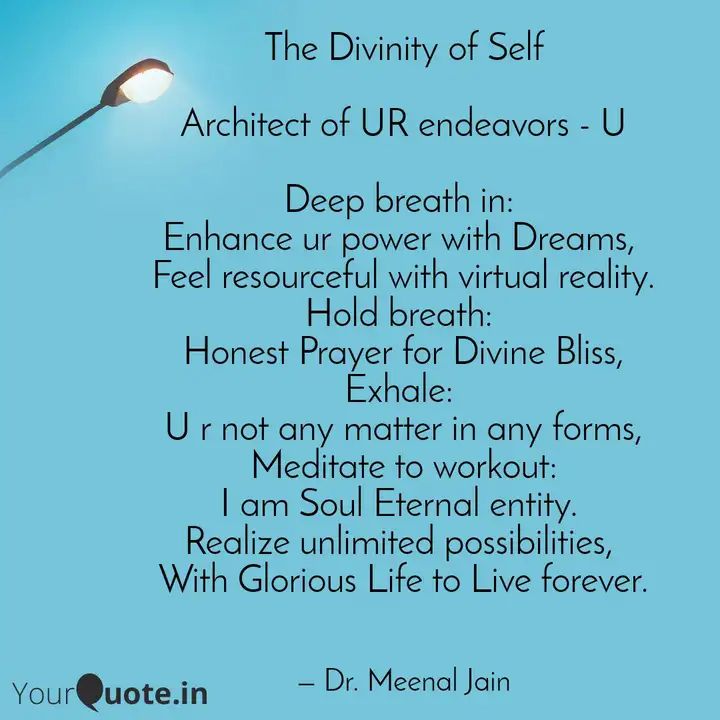 The Divinity of Self
Architect of UR endeavors - U
Deep breath in:
Enhance ur power with Dreams,
Feel resourceful with virtual reality.
Hold breath:
Honest Prayer for Divine Bliss,
Exhale:
U r not any matter in any forms,
Meditate to workout:
I am Soul Eternal entity.
Realize unlimited possibilities,
With Glorious Life to Live forever.
— Dr. Meenal Jain
YourQuote.in